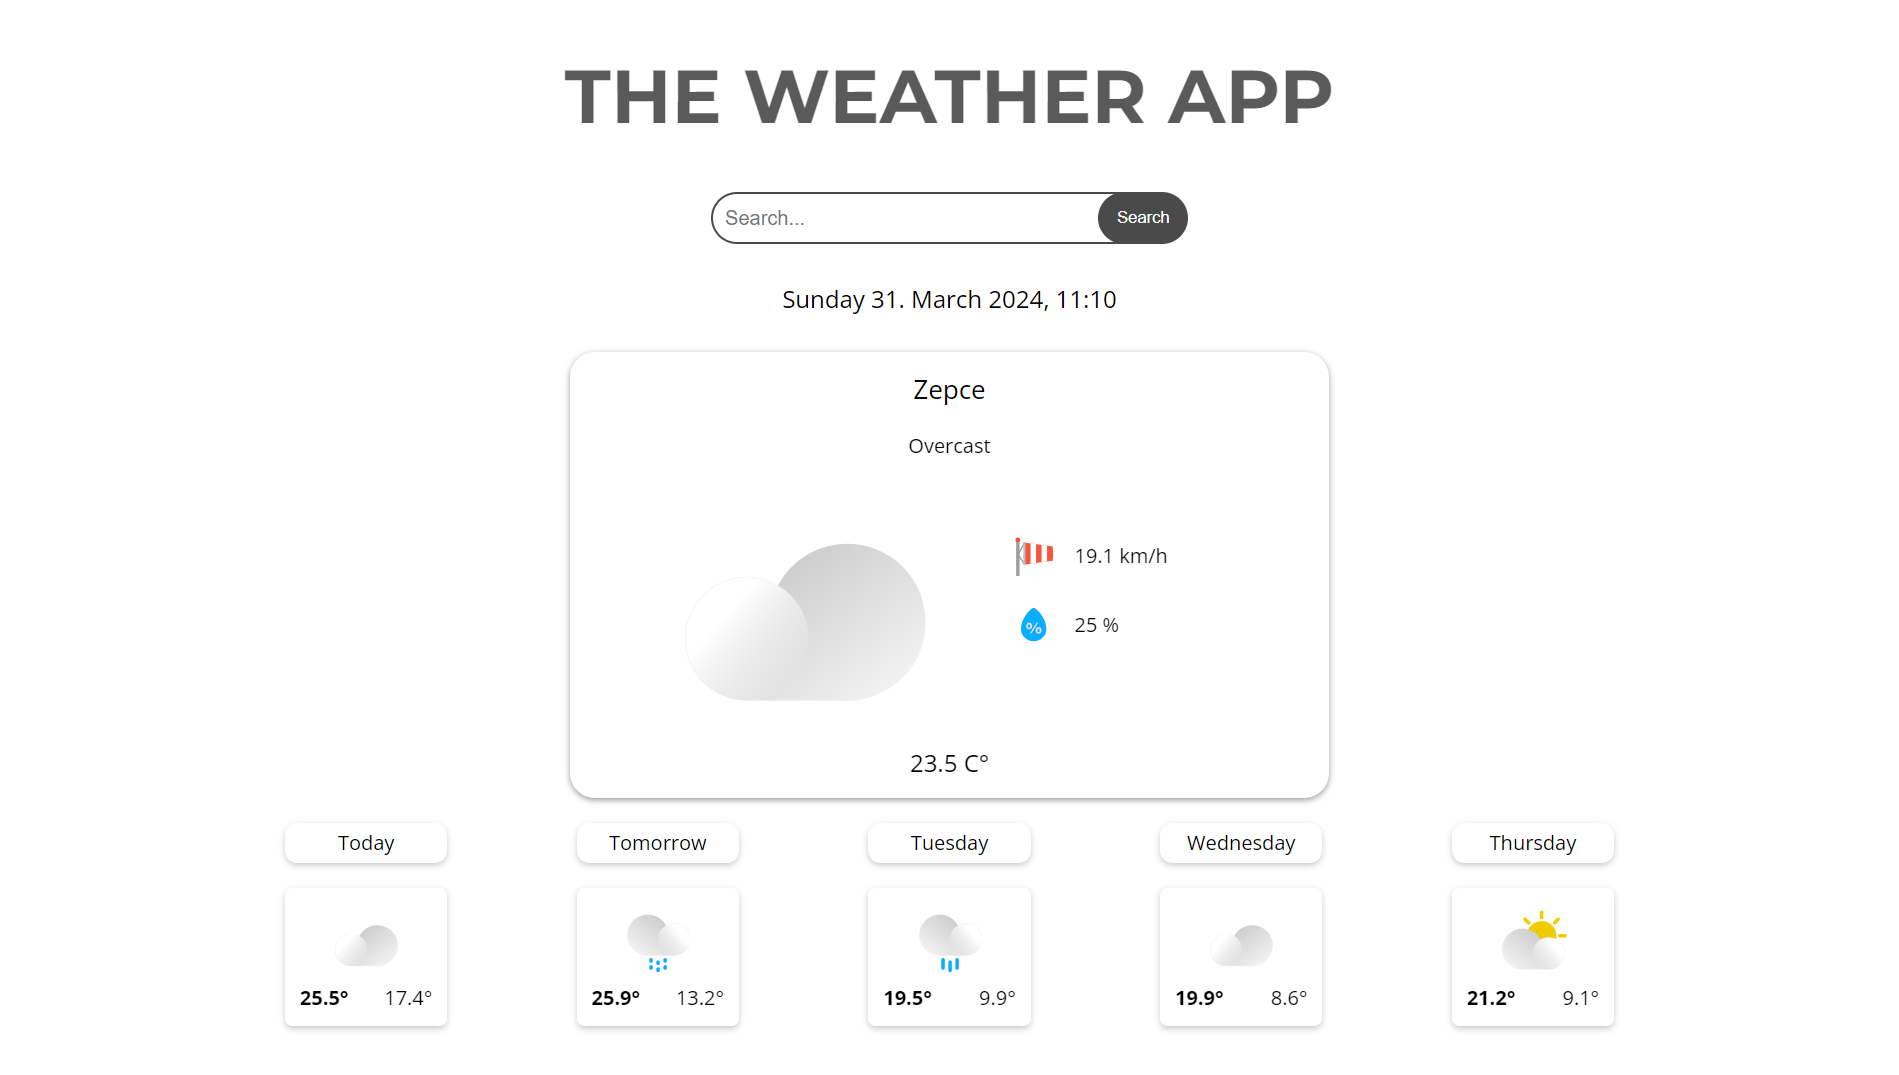 THE WEATHER APP
Search...
Search
Sunday 31. March 2024, 11:10
Zepce
Overcast
19.1 km/h
%
25 %
23.5 C°
Today
Tomorrow
Tuesday
Wednesday
Thursday
25.5° 17.4°
25.9° 13.2°
19.5° 9.9°
19.9° 8.6°
21.2° 9.1°